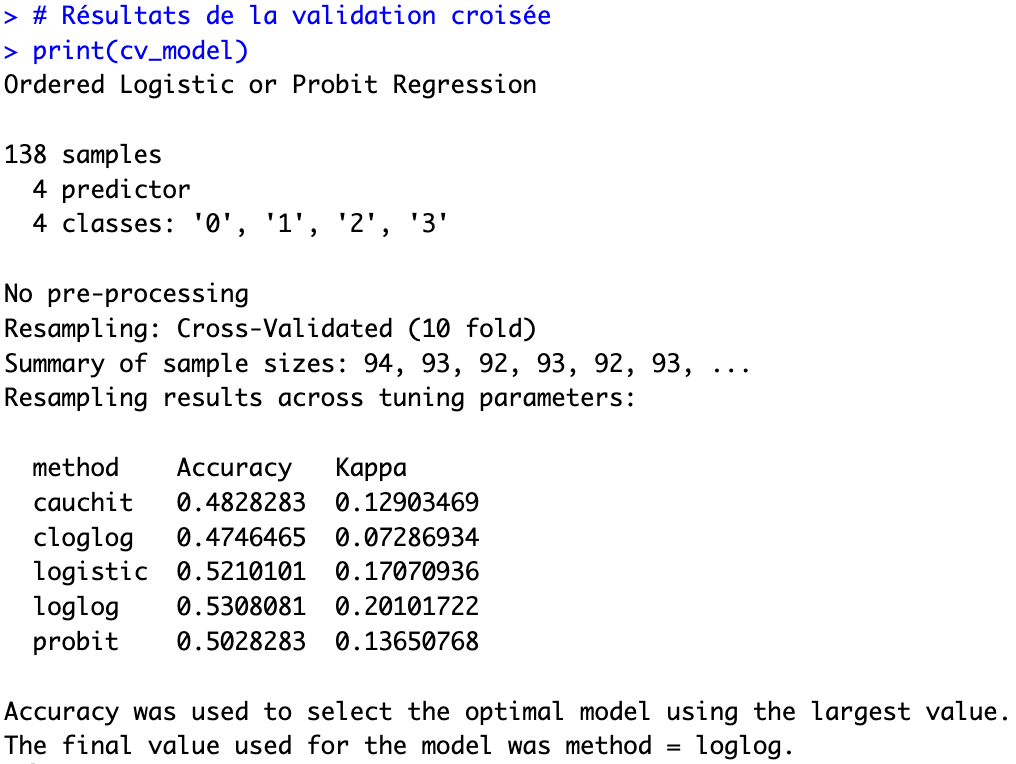 > # Résultats de la validation croisée
> print(cv_model)
Ordered Logistic or Probit Regression
138 samples
4 predictor
4 classes: '0', '1', '2', '3'
No pre-processing
Resampling: Cross-Validated (10 fold)
Summary of sample sizes: 94, 93, 92, 93, 92, 93, ...
Resampling results across tuning parameters:
method Accuracy Kappa
cauchit 0.4828283 0.12903469
cloglog 0.4746465 0.07286934
logistic 0.5210101 0.17070936
loglog 0.5308081 0.20101722
probit 0.5028283 0.13650768
Accuracy was used to select the optimal model using the largest value.
The final value used for the model was method = loglog.